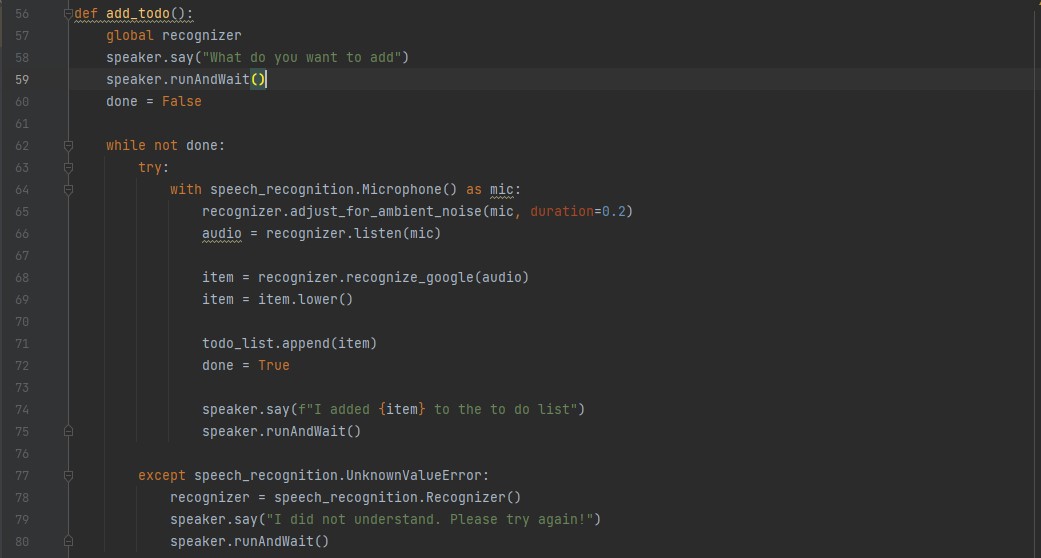 56 def add_todo():
57     global recognizer
58     speaker.say("What do you want to add")
59     speaker.runAndWait()
60     done = False
61
62     while not done:
63         try:
64             with speech_recognition.Microphone() as mic:
65                 recognizer.adjust_for_ambient_noise(mic, duration=0.2)
66                 audio = recognizer.listen(mic)
67
68                 item = recognizer.recognize_google(audio)
69                 item = item.lower()
70
71                 todo_list.append(item)
72                 done = True
73
74                 speaker.say(f"I added {item} to the to do list")
75                 speaker.runAndWait()
76
77         except speech_recognition.UnknownValueError:
78             recognizer = speech_recognition.Recognizer()
79             speaker.say("I did not understand. Please try again!")
80             speaker.runAndWait()